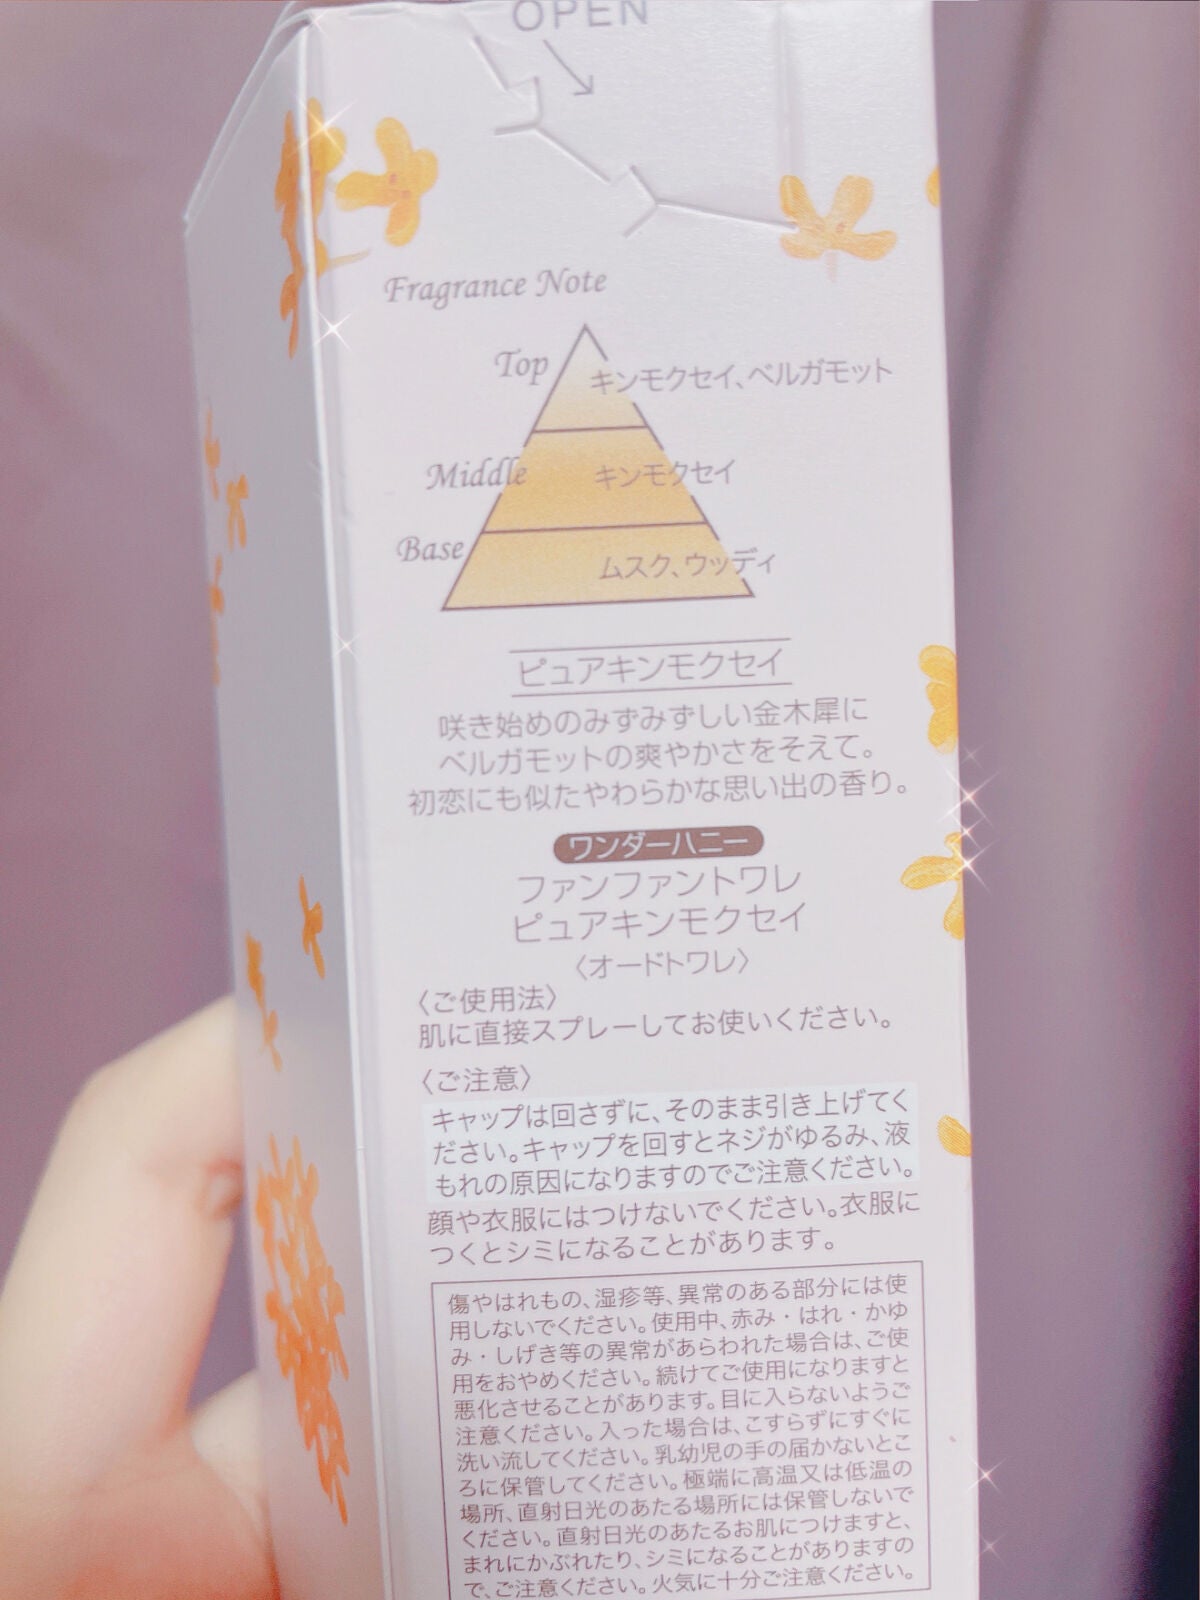 OPEN
Fragrance Note
Top キンモクセイ、ベルガモット
Middle キンモクセイ
Base ムスク、ウッディ
ピュアキンモクセイ
咲き始めのみずみずしい金木犀に
ベルガモットの爽やかさをそえて。
初恋にも似たやわらかな思い出の香り。
ワンダーハニー
ファンファントワレ
ピュアキンモクセイ
〈オードトワレ〉
〈ご使用法〉
肌に直接スプレーしてお使いください。
〈ご注意〉
キャップは回さずに、そのまま引き上げてく
ださい。キャップを回すとネジがゆるみ、液
もれの原因になりますのでご注意ください。
顔や衣服にはつけないでください。衣服に
つくとシミになることがあります。
傷やはれもの、湿疹等、異常のある部分には使
用しないでください。使用中、赤み・はれ・かゆ
み・しげき等の異常があらわれた場合は、ご使
用をおやめください。続けてご使用になりますと
悪化させることがあります。目に入らないようご
注意ください。入った場合は、こすらずにすぐに
洗い流してください。乳幼児の手の届かないとこ
ろに保管してください。極端に高温又は低温の
場所、直射日光のあたる場所には保管しないで
ください。直射日光のあたるお肌につけますと、
まれにかぶれたり、シミになることがありますの
で、ご注意ください。火気に十分ご注意ください。